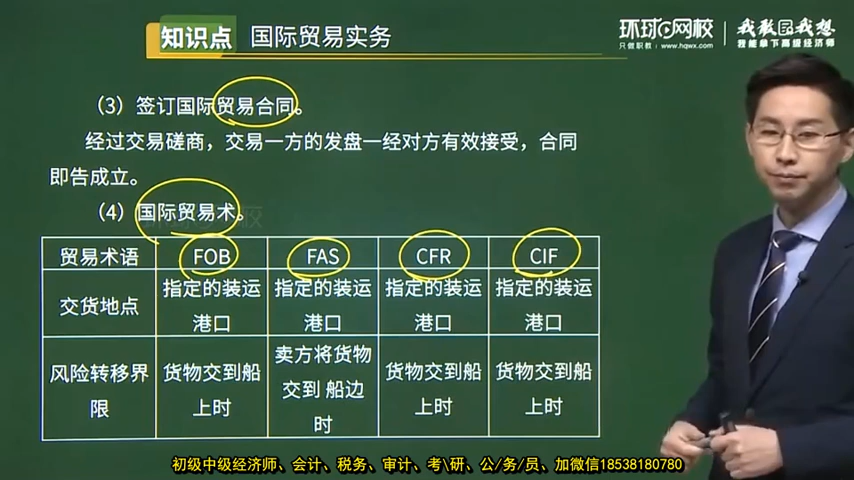 知识点 国际贸易实务
环球网校
只做职教：www.hqwx.com
我敢因我想
我能拿下高级经济师
（3）签订国际贸易合同。
经过交易磋商，交易一方的发盘一经对方有效接受，合同
即告成立。
（4）国际贸易术。
贸易术语 FOB FAS CFR CIF
交货地点 指定的装运港口 指定的装运港口 指定的装运港口 指定的装运港口
风险转移界限 货物交到船上时 卖方将货物交到 船边时 货物交到船上时 货物交到船上时
初级中级经济师、会计、税务、审计、考\研、公/务/员、加微信18538180780